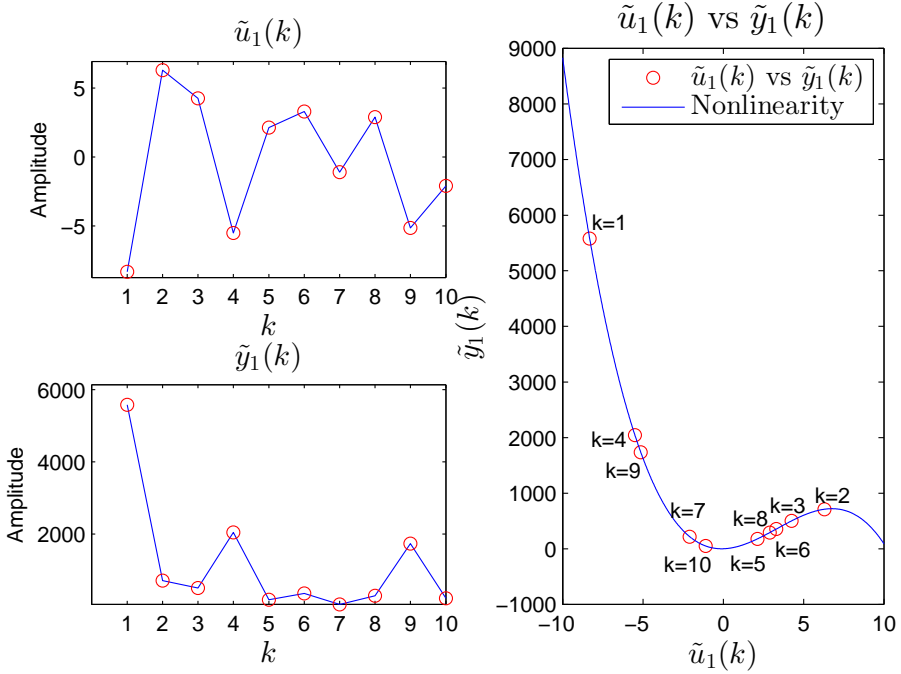 ũ₁(k)
Amplitude
5
0
−5
1 2 3 4 5 6 7 8 9 10
k
ỹ₁(k)
Amplitude
6000
4000
2000
1 2 3 4 5 6 7 8 9 10
k
ũ₁(k) vs ỹ₁(k)
ỹ₁(k)
9000
8000
7000
6000
5000
4000
3000
2000
1000
0
−1000
−10 −5 0 5 10
ũ₁(k)
ũ₁(k) vs ỹ₁(k)
Nonlinearity
k=1
k=4
k=9
k=7
k=10
k=8
k=3
k=2
k=5
k=6